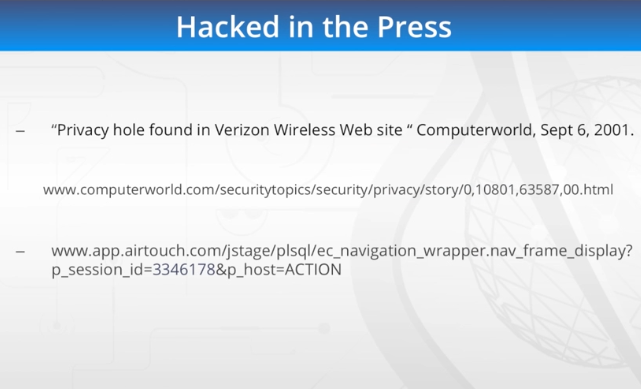 Hacked in the Press
– “Privacy hole found in Verizon Wireless Web site “ Computerworld, Sept 6, 2001.
www.computerworld.com/securitytopics/security/privacy/story/0,10801,63587,00.html
– www.app.airtouch.com/jstage/plsql/ec_navigation_wrapper.nav_frame_display?
p_session_id=3346178&p_host=ACTION